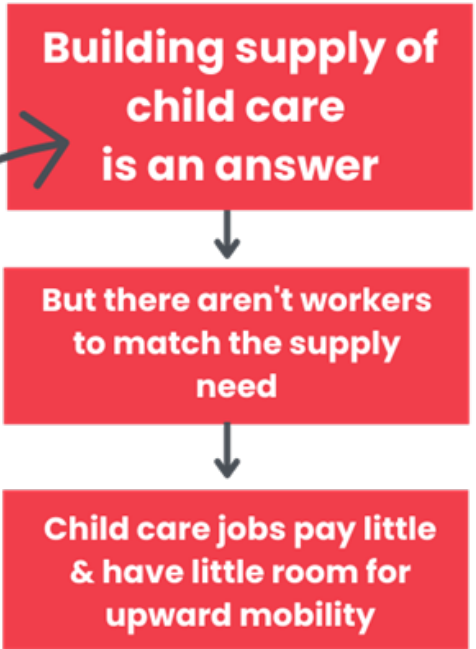 Building supply of
child care
is an answer
But there aren't workers
to match the supply
need
Child care jobs pay little
& have little room for
upward mobility